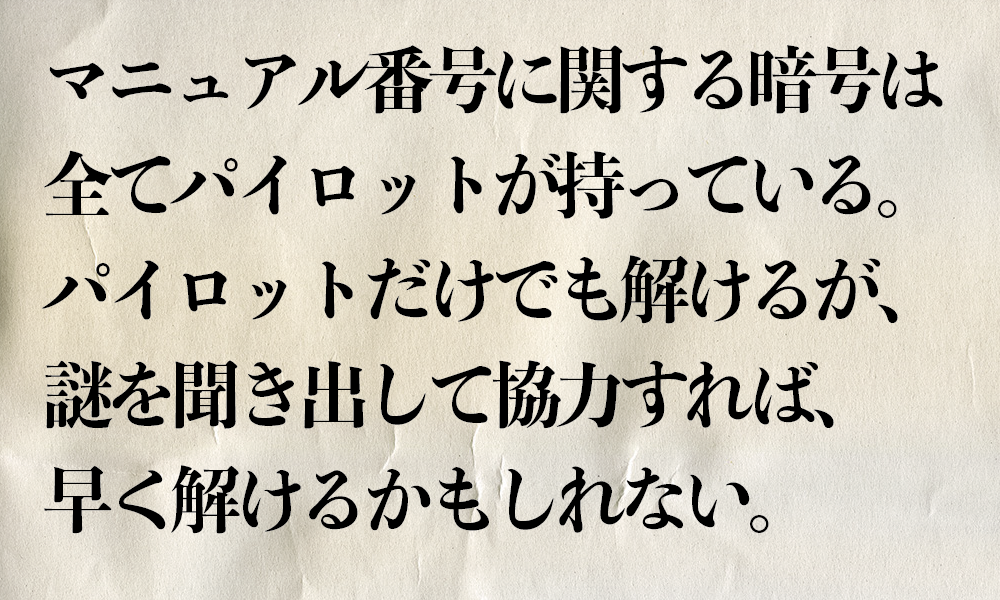 マニュアル番号に関する暗号は
全てパイロットが持っている。
パイロットだけでも解けるが、
謎を聞き出して協力すれば、
早く解けるかもしれない。